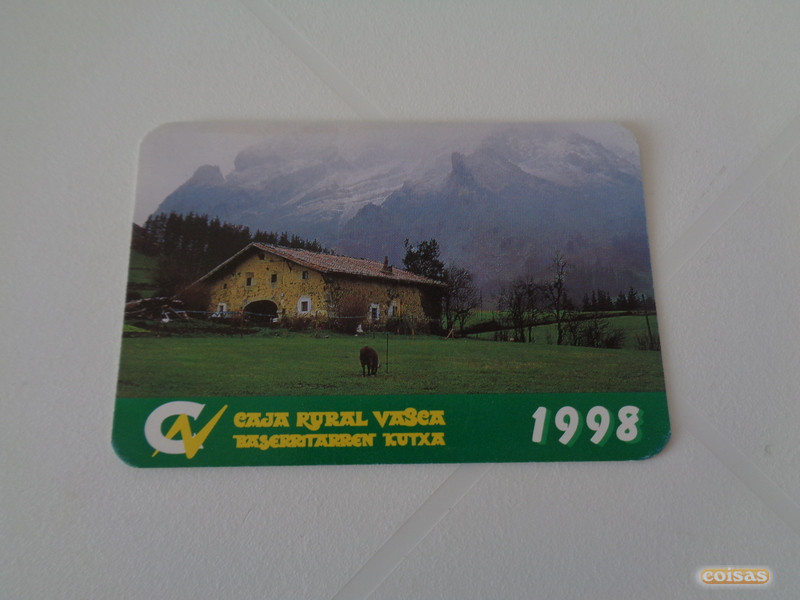 CAJA RURAL VASCA
BASERRITARREN KUTXA
1998
coisas